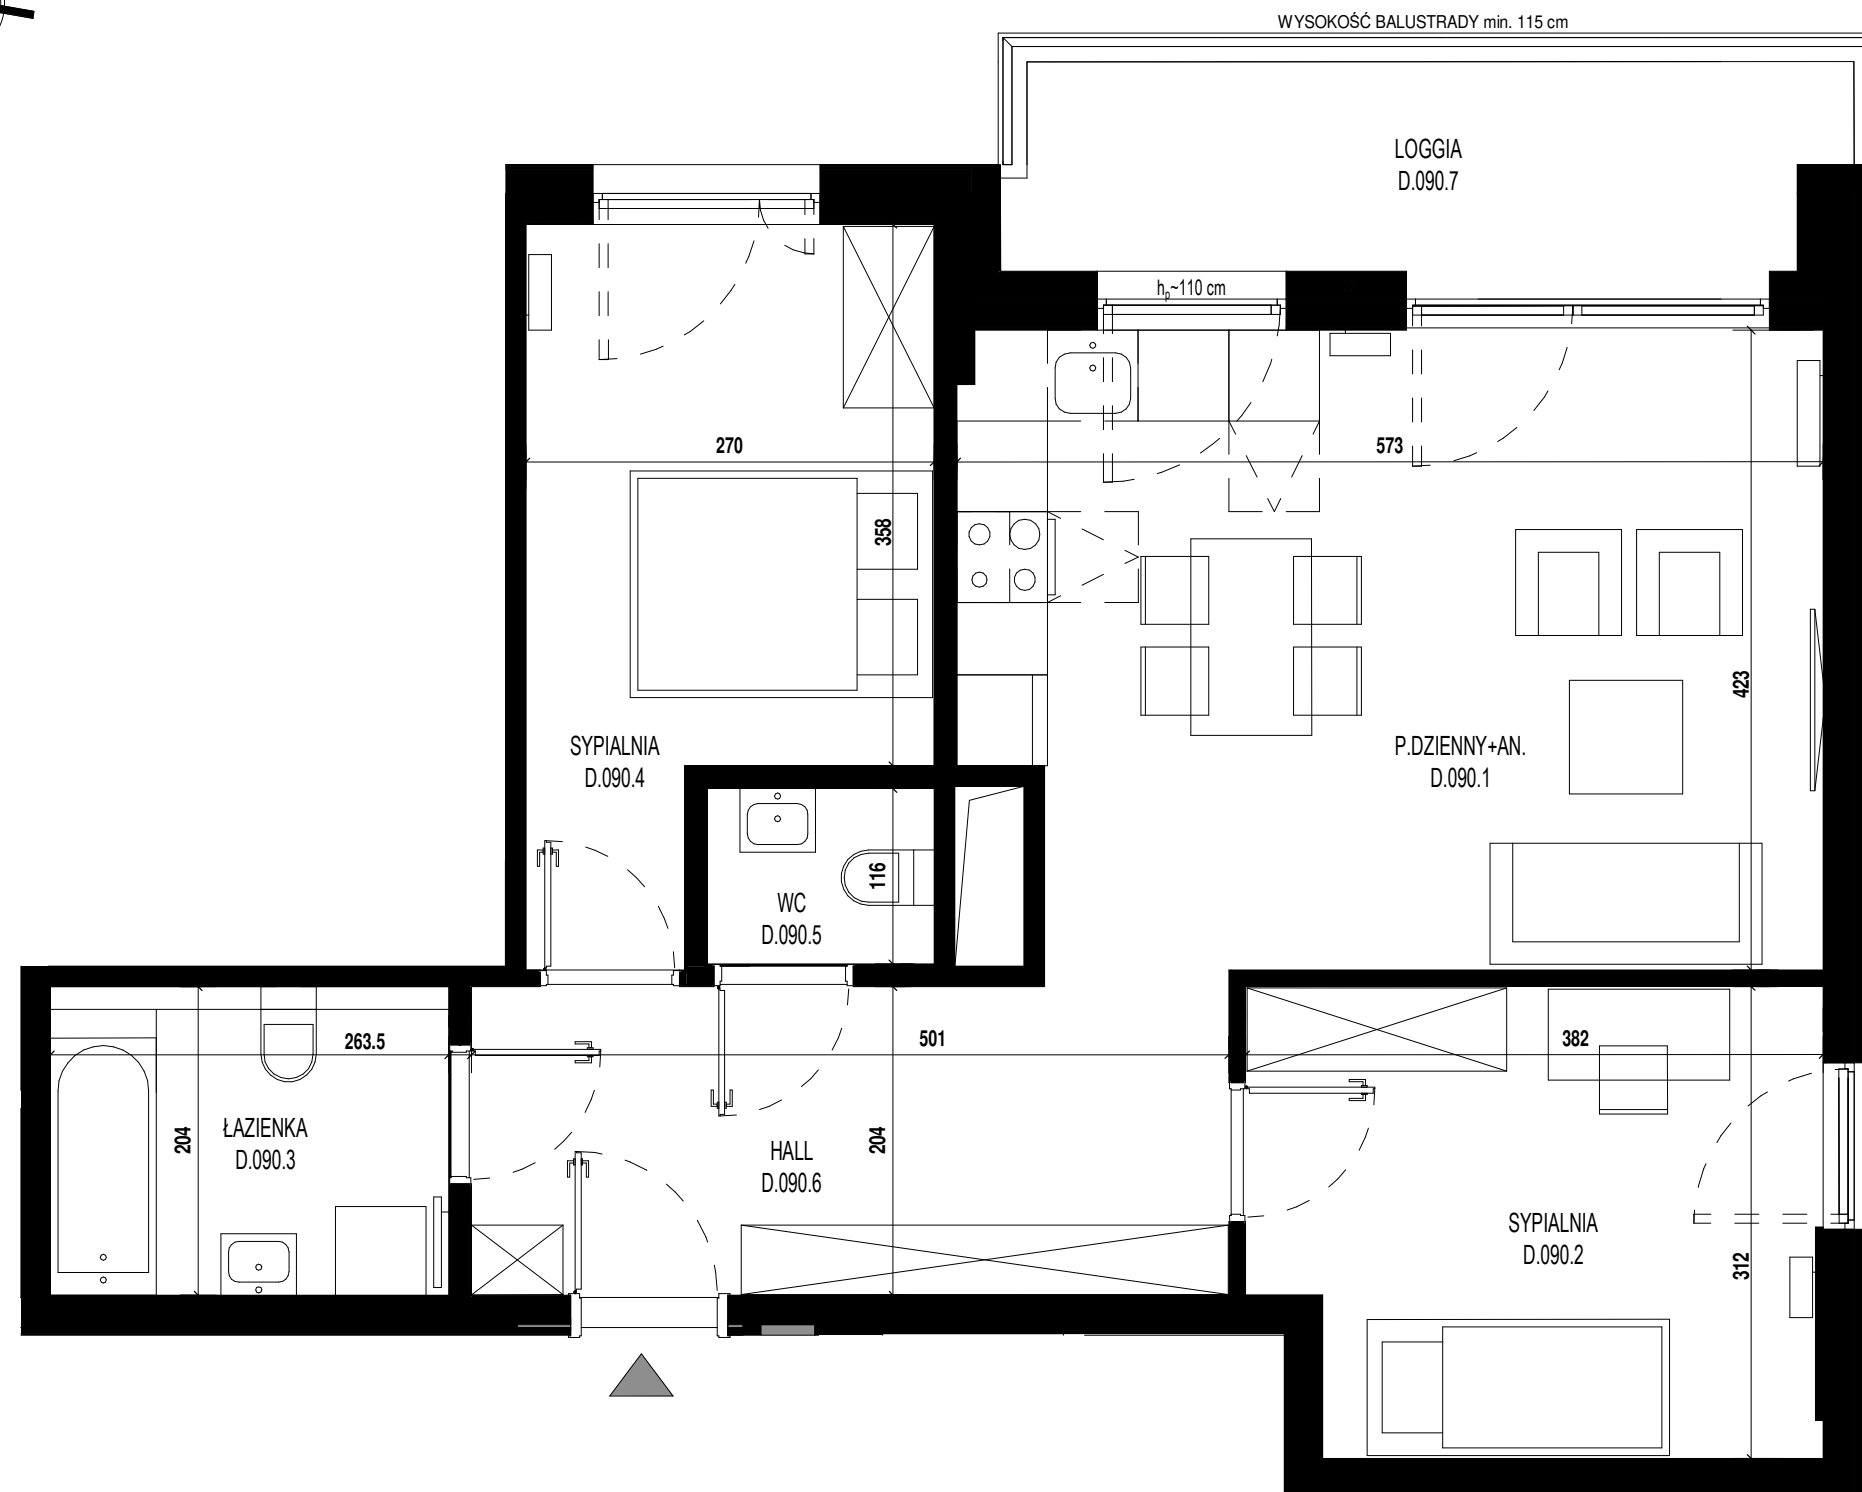 WYSOKOŚĆ BALUSTRADY min. 115 cm
LOGGIA
D.090.7
hp~110 cm
270
573
358
423
SYPIALNIA
D.090.4
P.DZIENNY+AN.
D.090.1
116
WC
D.090.5
263.5
501
382
204
ŁAZIENKA
D.090.3
204
HALL
D.090.6
SYPIALNIA
D.090.2
312